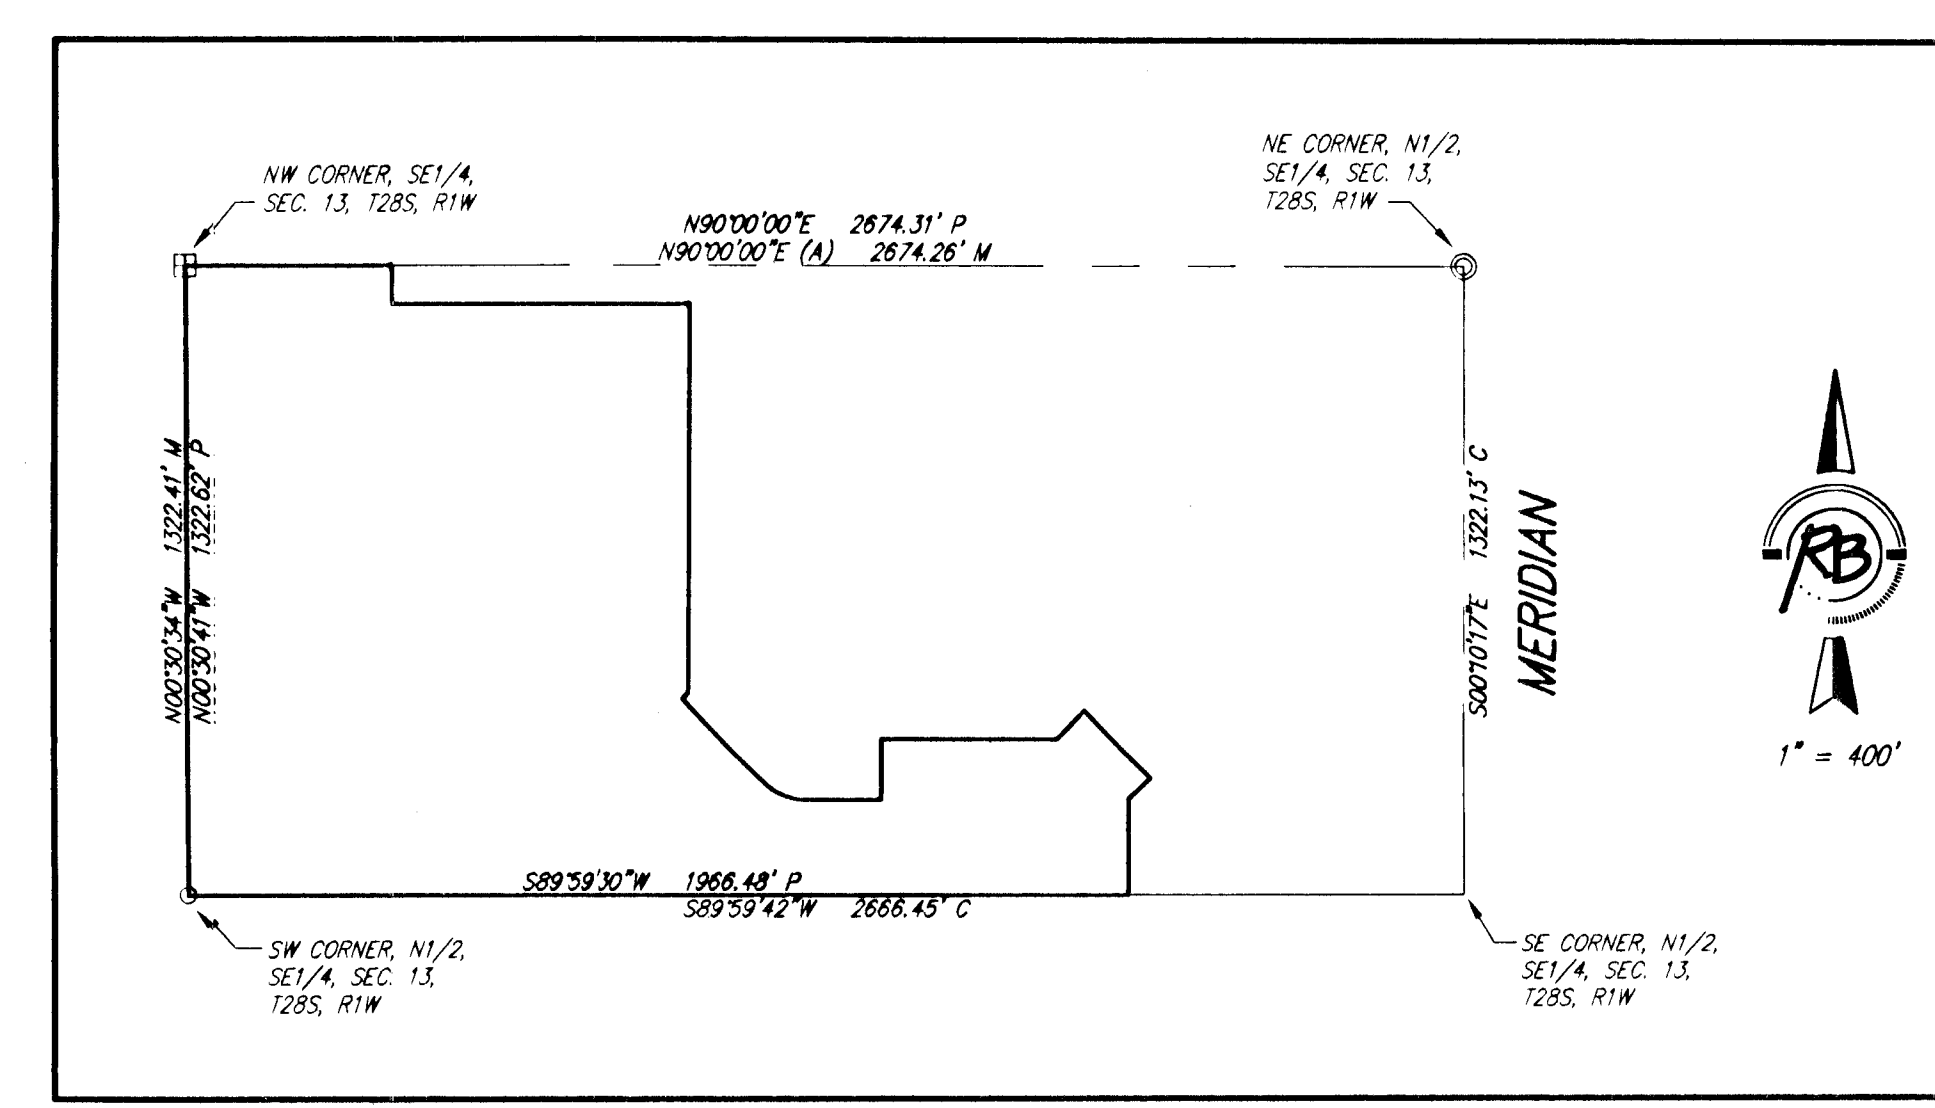 NW CORNER, SE1/4,
SEC. 13, T28S, R1W
NE CORNER, N1/2,
SE1/4, SEC. 13,
T28S, R1W
N90°00'00"E 2674.31' P
N90°00'00"E (A) 2674.26' M
N00°30'34"W 1322.41' M
N00°30'41"W 1322.62' P
S00°10'17"E 1322.13' C
MERIDIAN
RB
1" = 400'
S89°59'30"W 1966.48' P
S89°59'42"W 2666.45' C
SW CORNER, N1/2,
SE1/4, SEC. 13,
T28S, R1W
SE CORNER, N1/2,
SE1/4, SEC. 13,
T28S, R1W